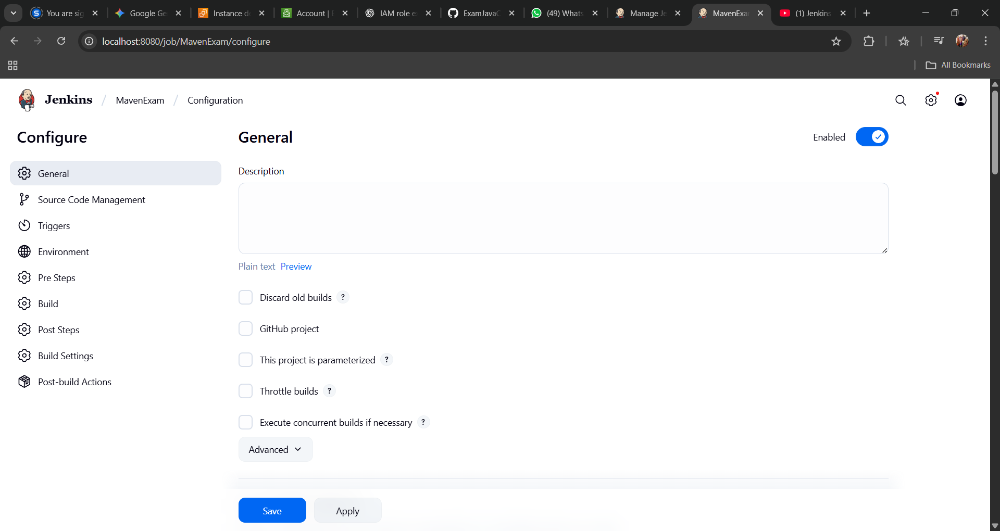 You are sig
Google Ge
Instance de
Account | E
IAM role e
ExamJavaC
(49) Whats
Manage Je
MavenExa
(1) Jenkins
localhost:8080/job/MavenExam/configure
All Bookmarks
Jenkins / MavenExam / Configuration
Configure
General
Source Code Management
Triggers
Environment
Pre Steps
Build
Post Steps
Build Settings
Post-build Actions
General
Enabled
Description
Plain text Preview
Discard old builds ?
GitHub project
This project is parameterized ?
Throttle builds ?
Execute concurrent builds if necessary ?
Advanced
Save
Apply